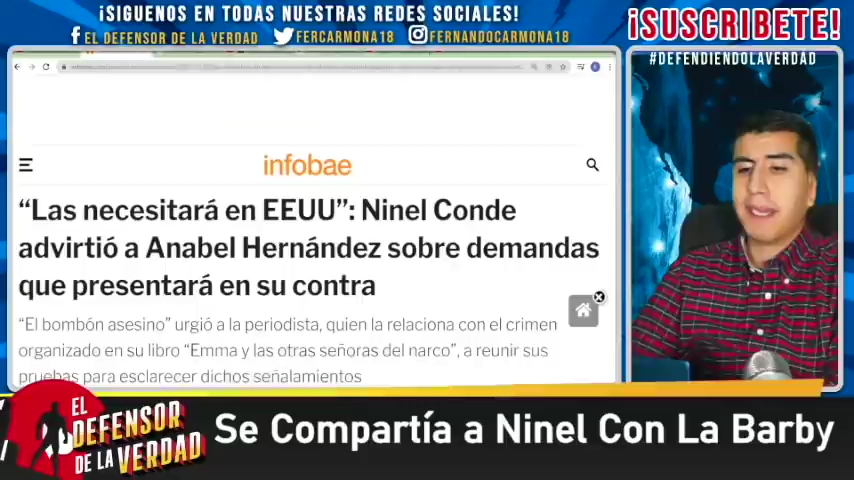 ¡SIGUENOS EN TODAS NUESTRAS REDES SOCIALES!
EL DEFENSOR DE LA VERDAD FERCARMONA18 FERNANDOCARMONA18
¡SUSCRIBETE!
#DEFENDIENDOLAVERDAD
infobae
“Las necesitará en EEUU”: Ninel Conde
advirtió a Anabel Hernández sobre demandas
que presentará en su contra
“El bombón asesino” urgió a la periodista, quien la relaciona con el crimen
organizado en su libro “Emma y las otras señoras del narco”, a reunir sus
pruebas para esclarecer dichos señalamientos
EL
DEFENSOR
DE LA VERDAD
Se Compartía a Ninel Con La Barby